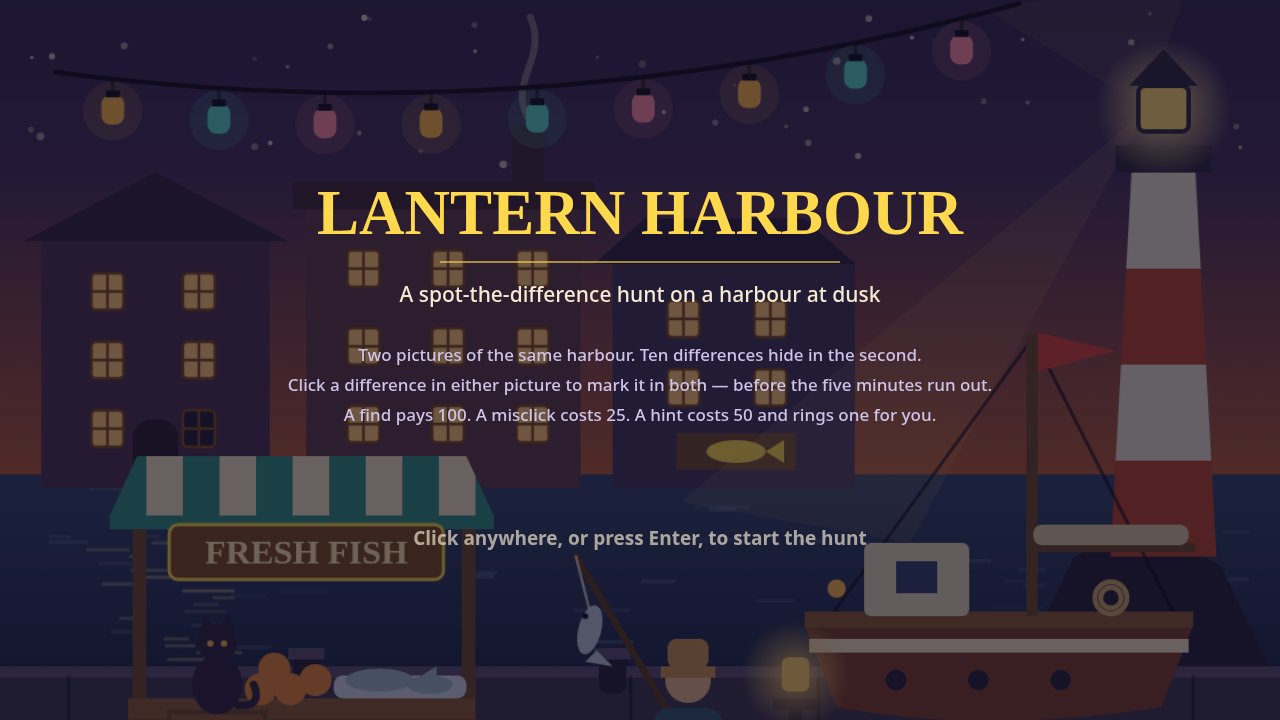 LANTERN HARBOUR
A spot-the-difference hunt on a harbour at dusk
Two pictures of the same harbour. Ten differences hide in the second.
Click a difference in either picture to mark it in both — before the five minutes run out.
A find pays 100. A misclick costs 25. A hint costs 50 and rings one for you.
Click anywhere, or press Enter, to start the hunt
FRESH FISH